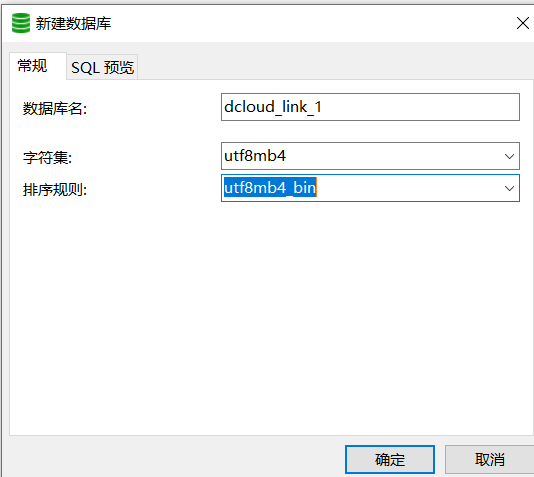 新建数据库
常规
SQL 预览
数据库名:
dcloud_link_1
字符集:
utf8mb4
排序规则:
utf8mb4_bin
确定
取消